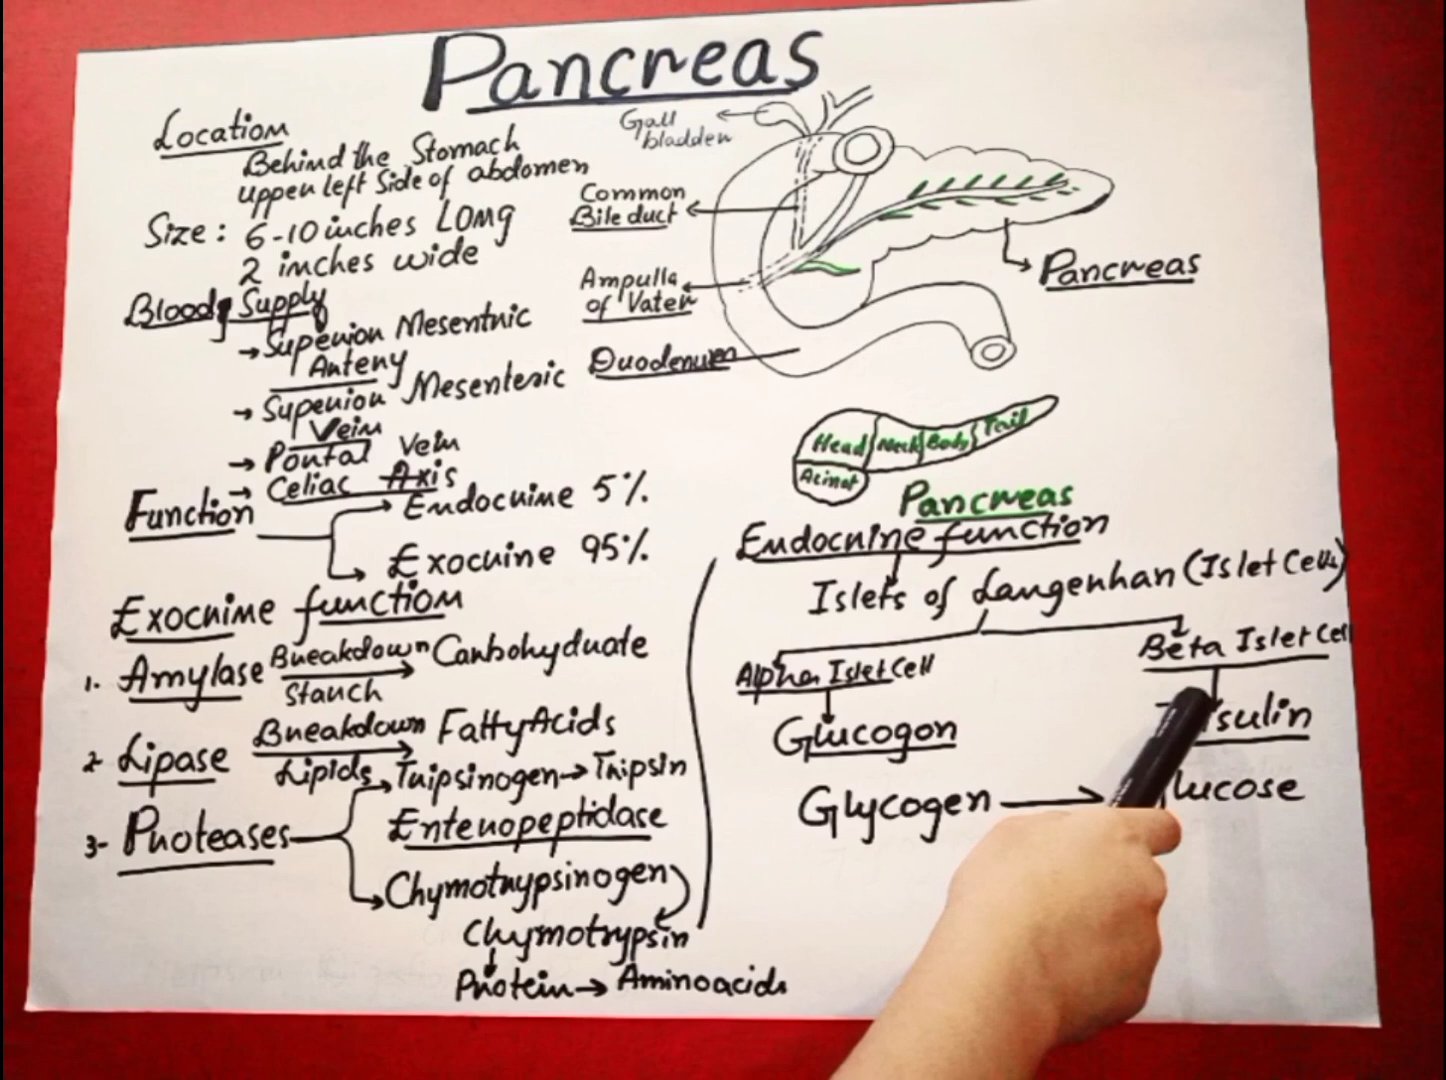 Pancreas
Location
Behind the Stomach
upper left Side of abdomen
Size: 6-10 inches LOMg
2 inches wide
Blood Supply
→ Superior Mesentric
Artery
→ Superior Mesenteric
Vein
→ Portal Vein
→ Celiac Axis
Function
Endocrine 5%
Exocrine 95%
Exocrine function
1. Amylase Breakdown Carbohydrate
Starch
2- Lipase Breakdown Fatty Acids
Lipids
3- Proteases
Tripsinogen → Tripsin
Enteropeptidase
Chymotrypsinogen
Chymotrypsin
Protein → Aminoacids
Gall
bladder
Common
Bile duct
Ampulla
of Vater
Duodenum
Pancreas
Head Neck Body Tail
Pancreas
Endocrine function
Islets of Langerhan (Islet Cells)
Alpha Islet Cell
Glucogon
Beta Islet Cell
sulin
Glycogen → lucose